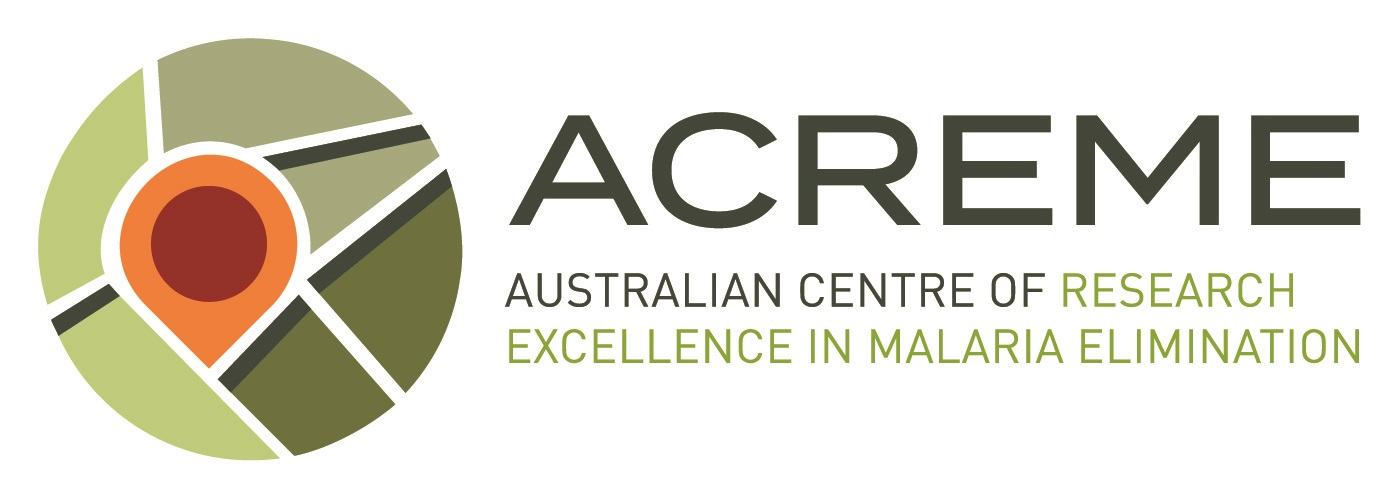 ACREME
AUSTRALIAN CENTRE OF RESEARCH
EXCELLENCE IN MALARIA ELIMINATION